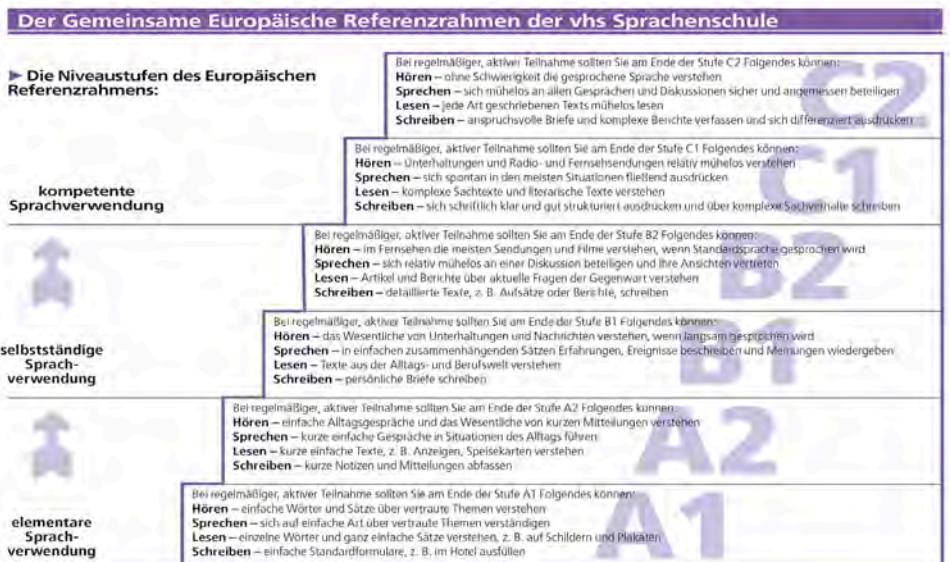 Der Gemeinsame Europäische Referenzrahmen der vhs Sprachenschule
► Die Niveaustufen des Europäischen
Referenzrahmens:
Bei regelmäßiger, aktiver Teilnahme sollten Sie am Ende der Stufe C2 Folgendes können:
Hören – ohne Schwierigkeit die gesprochene Sprache verstehen
Sprechen – sich mühelos an allen Gesprächen und Diskussionen sicher und angemessen beteiligen
Lesen – jede Art geschriebenen Texts mühelos lesen
Schreiben – anspruchsvolle Briefe und komplexe Berichte verfassen und sich differenziert ausdrücken
C2
kompetente
Sprachverwendung
Bei regelmäßiger, aktiver Teilnahme sollten Sie am Ende der Stufe C1 Folgendes können:
Hören – Unterhaltungen und Radio- und Fernsehsendungen relativ mühelos verstehen
Sprechen – sich spontan in den meisten Situationen fließend ausdrücken
Lesen – komplexe Sachtexte und literarische Texte verstehen
Schreiben – sich schriftlich klar und gut strukturiert ausdrücken und über komplexe Sachverhalte schreiben
C1
Bei regelmäßiger, aktiver Teilnahme sollten Sie am Ende der Stufe B2 Folgendes können:
Hören – im Fernsehen die meisten Sendungen und Filme verstehen, wenn Standardsprache gesprochen wird
Sprechen – sich relativ mühelos an einer Diskussion beteiligen und Ihre Ansichten vertreten
Lesen – Artikel und Berichte über aktuelle Fragen der Gegenwart verstehen
Schreiben – detaillierte Texte, z. B. Aufsätze oder Berichte, schreiben
B2
selbstständige
Sprach-
verwendung
Bei regelmäßiger, aktiver Teilnahme sollten Sie am Ende der Stufe B1 Folgendes können:
Hören – das Wesentliche von Unterhaltungen und Nachrichten verstehen, wenn langsam gesprochen wird
Sprechen – in einfachen zusammenhängenden Sätzen Erfahrungen, Ereignisse beschreiben und Meinungen wiedergeben
Lesen – Texte aus der Alltags- und Berufswelt verstehen
Schreiben – persönliche Briefe schreiben
B1
Bei regelmäßiger, aktiver Teilnahme sollten Sie am Ende der Stufe A2 Folgendes können:
Hören – einfache Alltagsgespräche und das Wesentliche von kurzen Mitteilungen verstehen
Sprechen – kurze einfache Gespräche in Situationen des Alltags führen
Lesen – kurze einfache Texte, z. B. Anzeigen, Speisekarten verstehen
Schreiben – kurze Notizen und Mitteilungen abfassen
A2
elementare
Sprach-
verwendung
Bei regelmäßiger, aktiver Teilnahme sollten Sie am Ende der Stufe A1 Folgendes können:
Hören – einfache Wörter und Sätze über vertraute Themen verstehen
Sprechen – sich auf einfache Art über vertraute Themen verständigen
Lesen – einzelne Wörter und ganz einfache Sätze verstehen, z. B. auf Schildern und Plakaten
Schreiben – einfache Standardformulare, z. B. im Hotel ausfüllen
A1